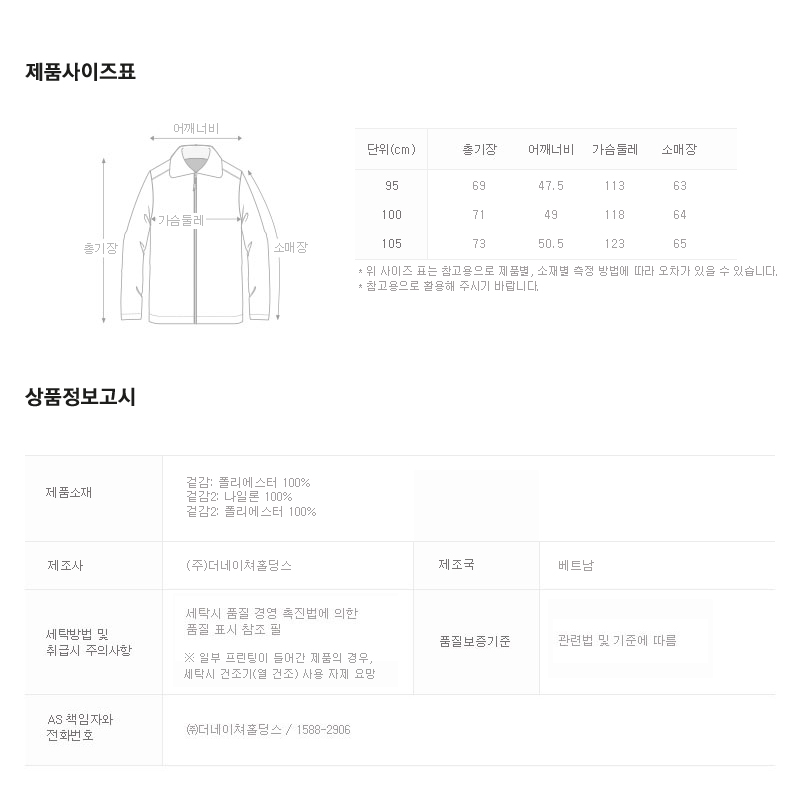 제품사이즈표
어깨너비
가슴둘레
총기장
소매장
단위(cm) 총기장 어깨너비 가슴둘레 소매장
95 69 47.5 113 63
100 71 49 118 64
105 73 50.5 123 65
* 위 사이즈 표는 참고용으로 제품별, 소재별 측정 방법에 따라 오차가 있을 수 있습니다.
* 참고용으로 활용해 주시기 바랍니다.
상품정보고시
제품소재
겉감: 폴리에스터 100%
겉감2: 나일론 100%
겉감2: 폴리에스터 100%
제조사
(주)더네이쳐홀딩스
제조국
베트남
세탁방법 및
취급시 주의사항
세탁시 품질 경영 촉진법에 의한
품질 표시 참조 필
※ 일부 프린팅이 들어간 제품의 경우,
세탁시 건조기(열 건조) 사용 자제 요망
품질보증기준
관련법 및 기준에 따름
AS 책임자와
전화번호
㈜더네이쳐홀딩스 / 1588-2906